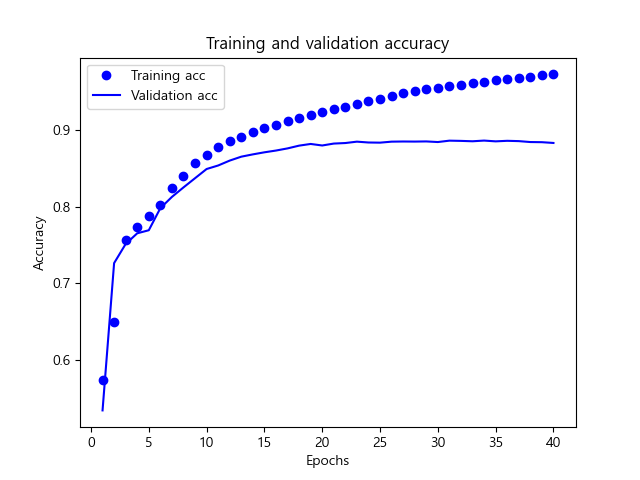 Training and validation accuracy
Training acc
Validation acc
Accuracy
0.9
0.8
0.7
0.6
0 5 10 15 20 25 30 35 40
Epochs